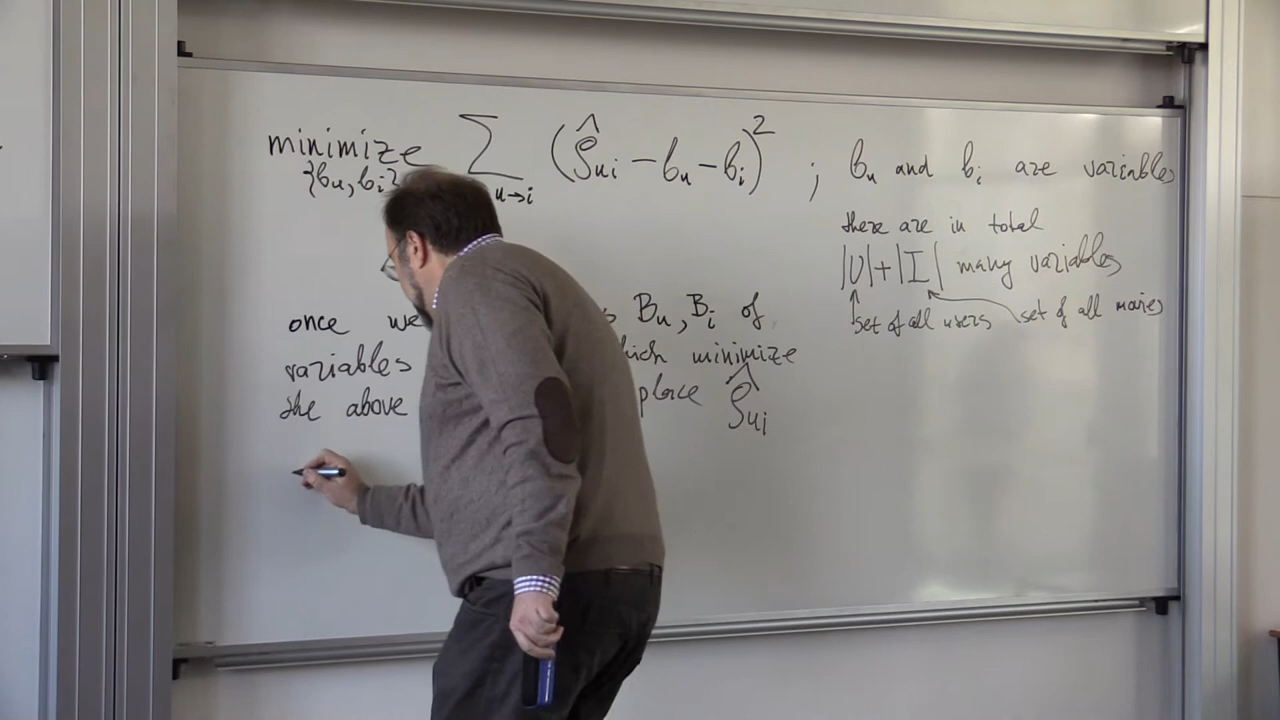 minimize Σ (ρ̂ui − bu − bi)² ; bu and bi are variables
{bu, bi} u→i
there are in total
|U|+|I| many variables
set of all users set of all movies
once we Bu, Bi of
variables which minimize
the above place ρ̂ui